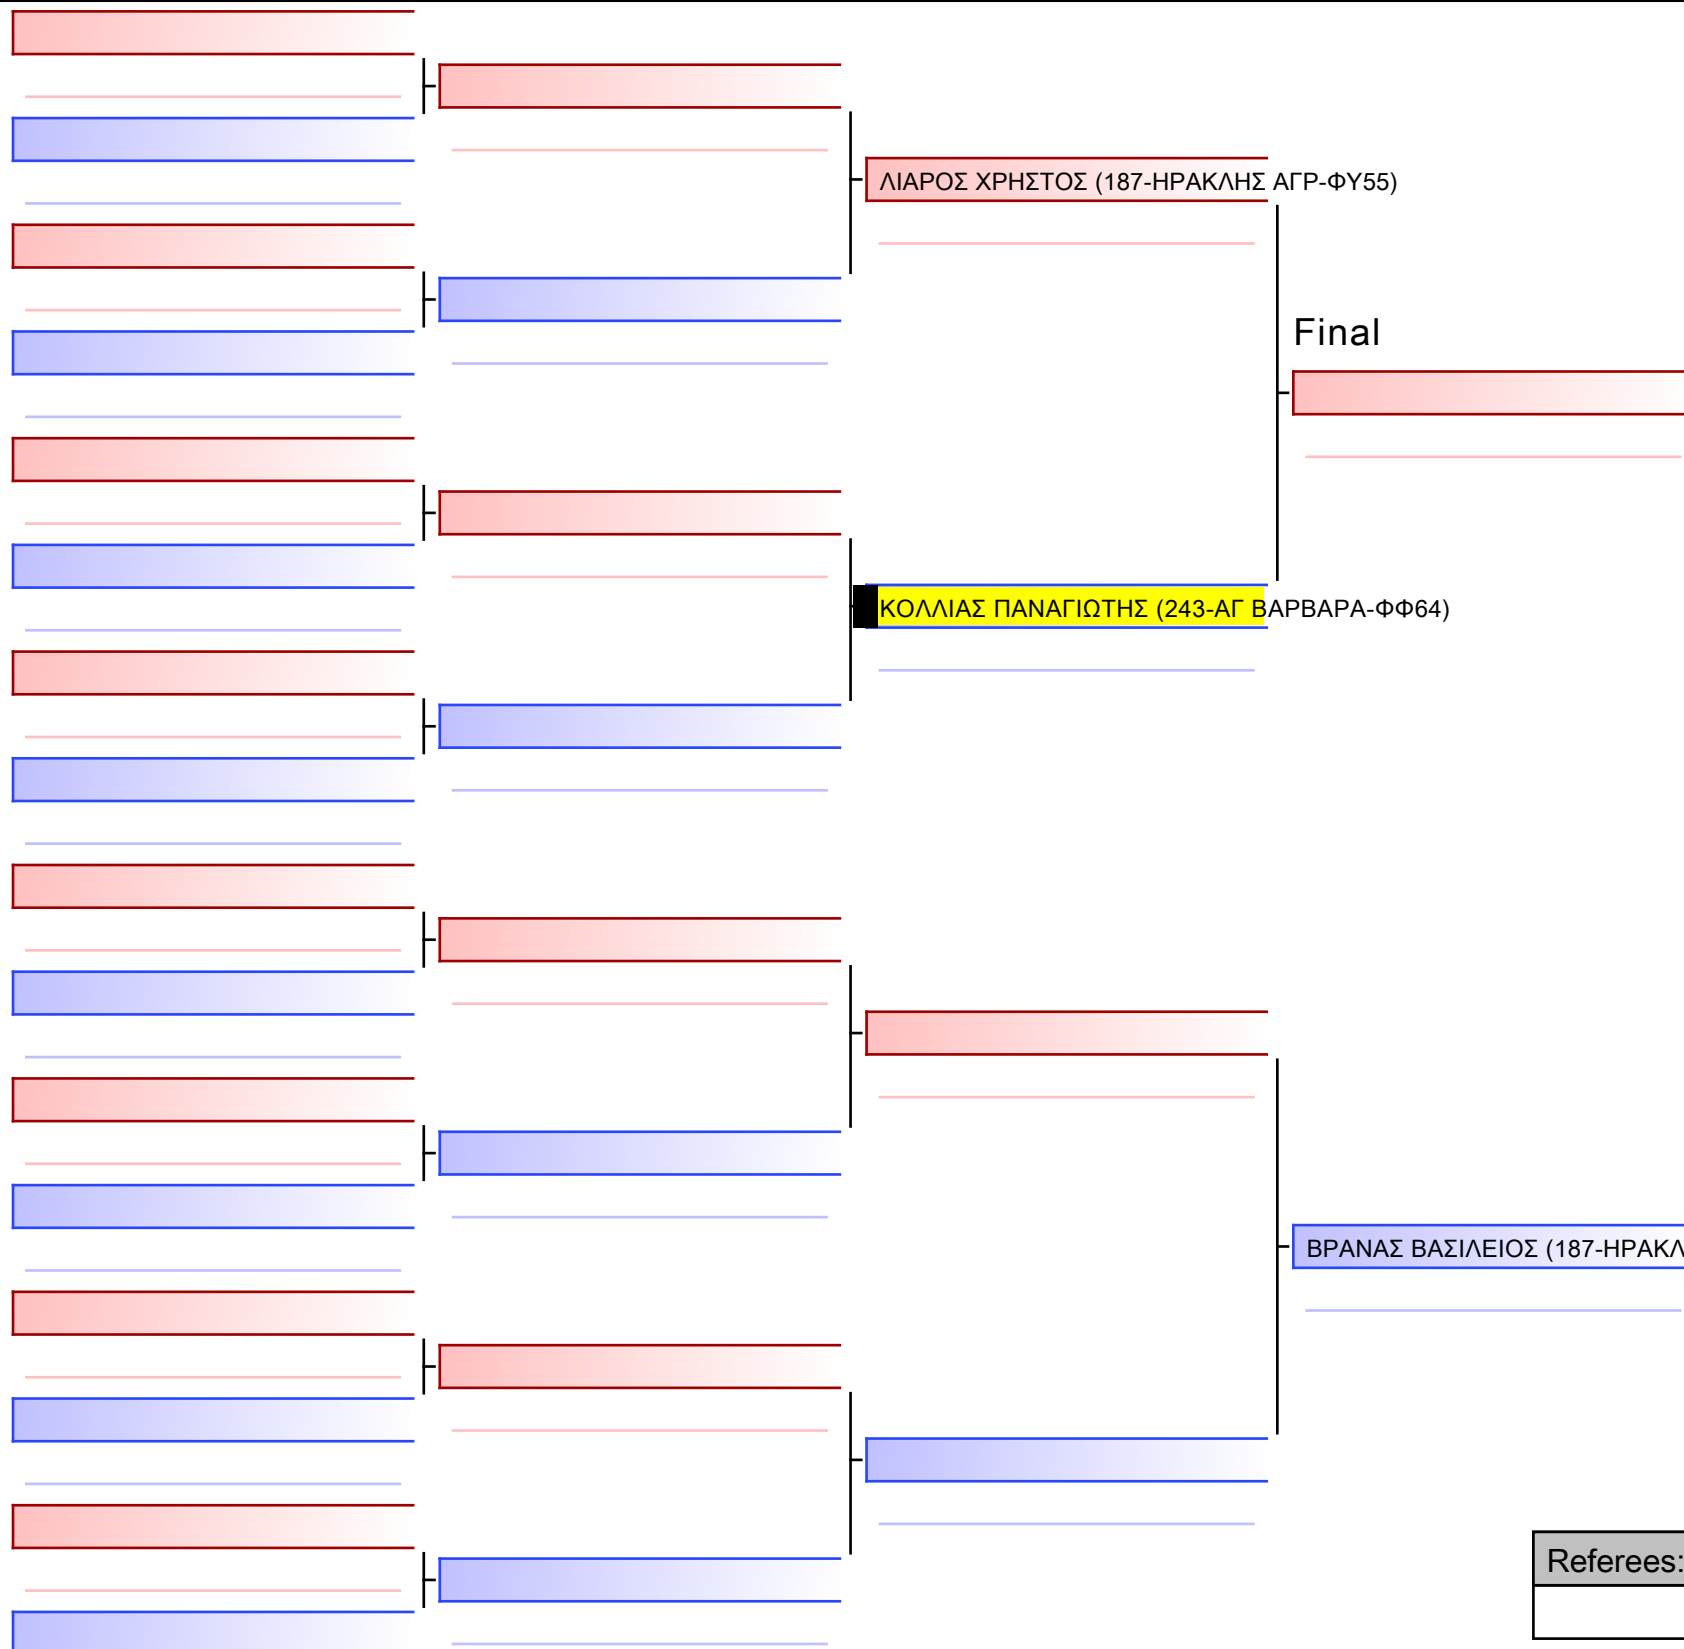 ΛΙΑΡΟΣ ΧΡΗΣΤΟΣ (187-ΗΡΑΚΛΗΣ ΑΓΡ-ΦΥ55)
Final
ΚΟΛΛΙΑΣ ΠΑΝΑΓΙΩΤΗΣ (243-ΑΓ ΒΑΡΒΑΡΑ-ΦΦ64)
ΒΡΑΝΑΣ ΒΑΣΙΛΕΙΟΣ (187-ΗΡΑΚΛ
Referees: